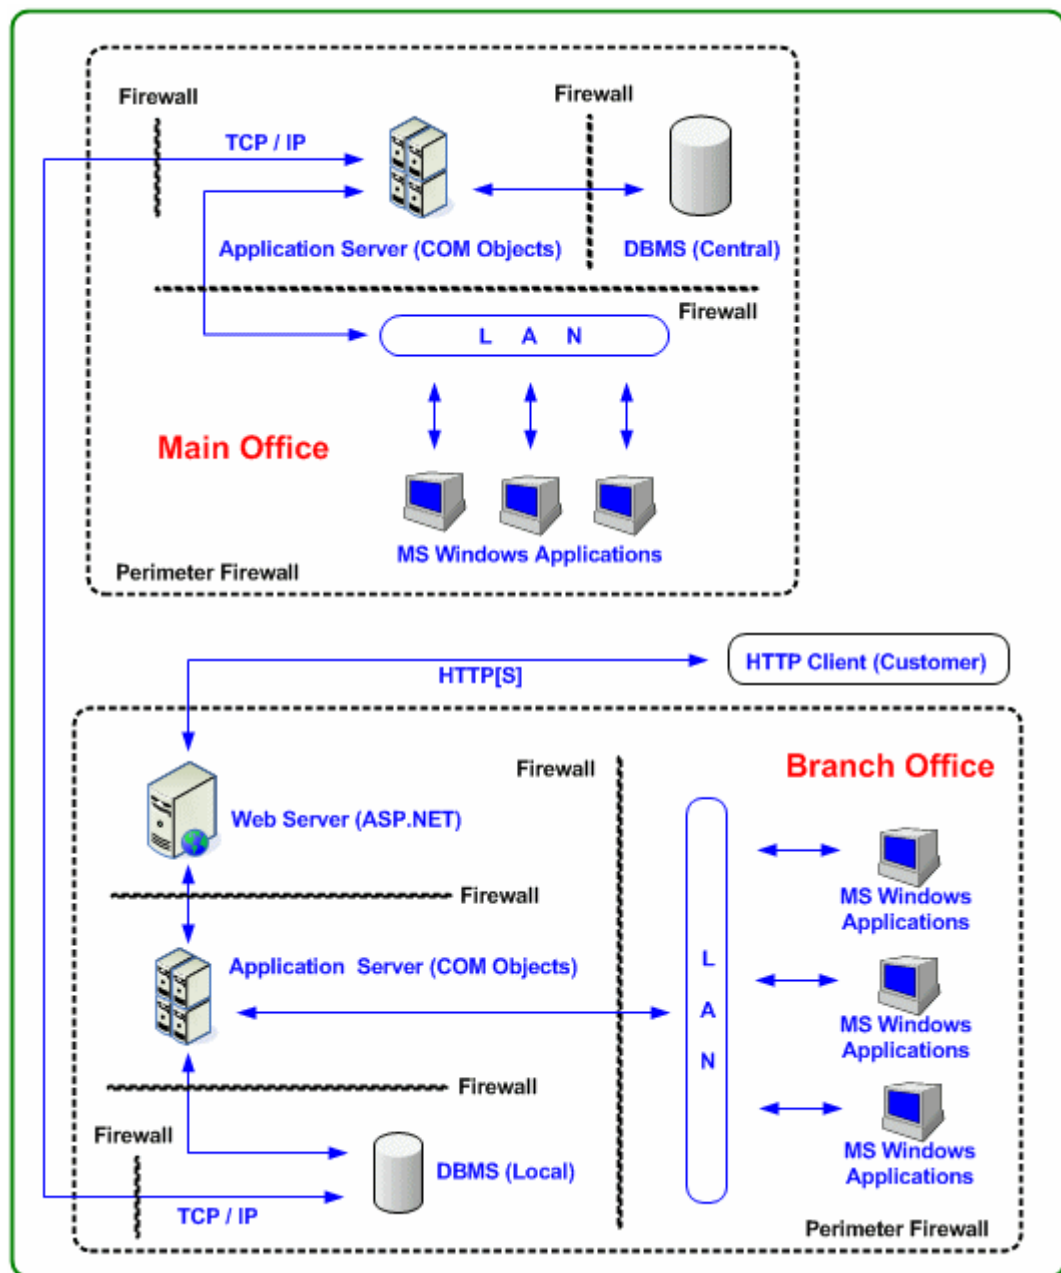 Firewall
Firewall
TCP / IP
Application Server (COM Objects)
DBMS (Central)
Firewall
L A N
Main Office
MS Windows Applications
Perimeter Firewall
HTTP Client (Customer)
HTTP[S]
Firewall
Branch Office
Web Server (ASP.NET)
Firewall
MS Windows
Applications
Application Server (COM Objects)
L
A
N
MS Windows
Applications
Firewall
Firewall
DBMS (Local)
MS Windows
Applications
TCP / IP
Perimeter Firewall